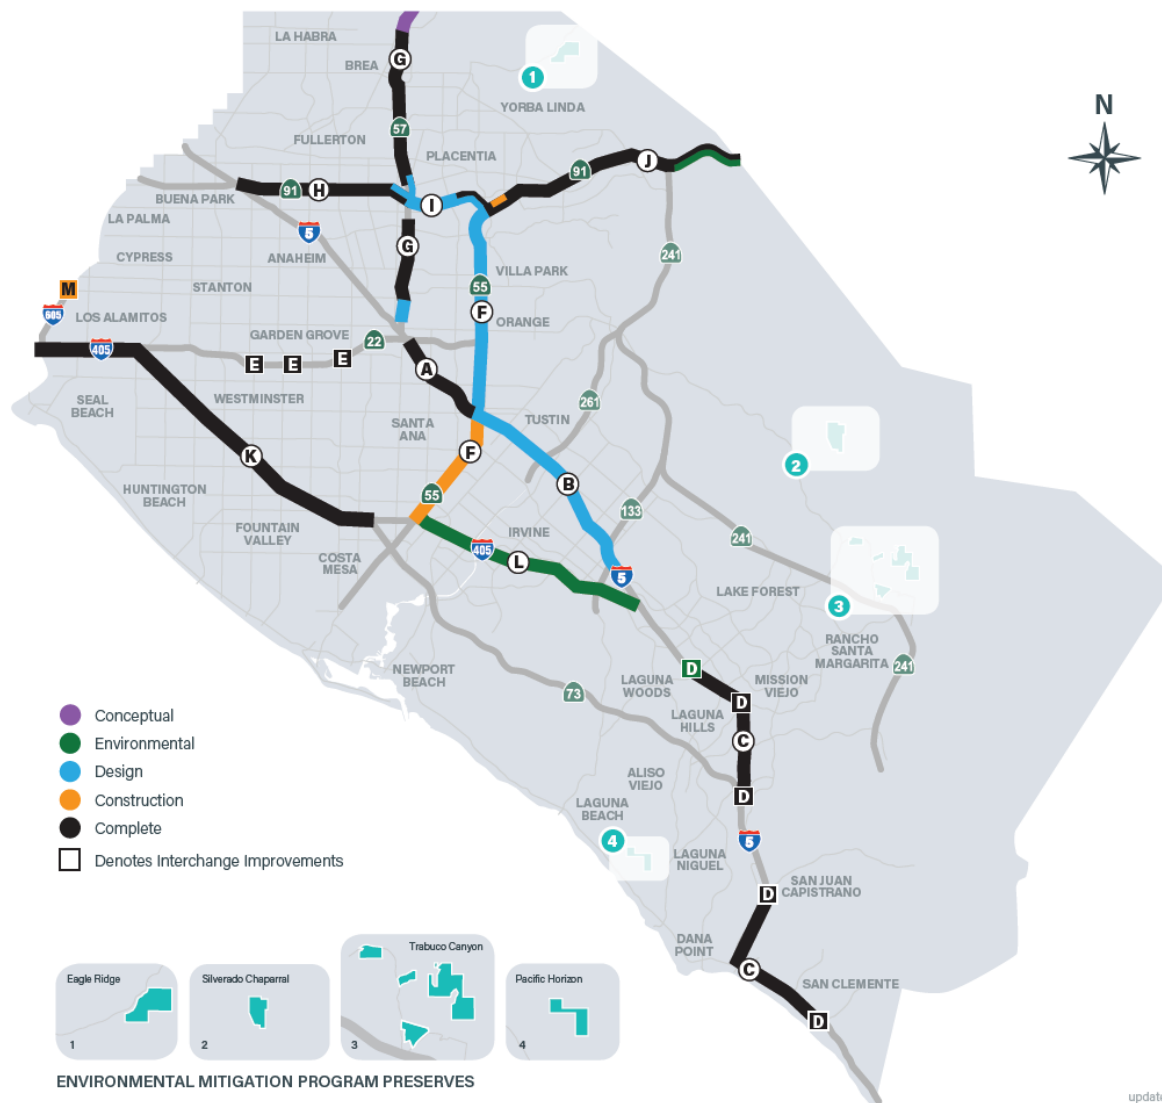 LA HABRA
G
BREA
1
YORBA LINDA
N
57
FULLERTON
PLACENTIA
J
91
91
H
BUENA PARK
I
LA PALMA
5
G
241
CYPRESS
ANAHEIM
VILLA PARK
STANTON
55
M
605
LOS ALAMITOS
F
ORANGE
GARDEN GROVE
22
405
E
E
E
A
SEAL
BEACH
WESTMINSTER
261
SANTA
ANA
TUSTIN
K
F
2
B
HUNTINGTON
BEACH
55
133
FOUNTAIN
VALLEY
IRVINE
241
405
COSTA
MESA
L
5
LAKE FOREST
3
RANCHO
SANTA
MARGARITA
241
NEWPORT
BEACH
D
LAGUNA
WOODS
MISSION
VIEJO
73
D
LAGUNA
HILLS
C
ALISO
VIEJO
D
LAGUNA
BEACH
4
5
LAGUNA
NIGUEL
D
SAN JUAN
CAPISTRANO
DANA
POINT
C
SAN CLEMENTE
D
Conceptual
Environmental
Design
Construction
Complete
Denotes Interchange Improvements
Eagle Ridge
1
Silverado Chaparral
2
Trabuco Canyon
3
Pacific Horizon
4
ENVIRONMENTAL MITIGATION PROGRAM PRESERVES